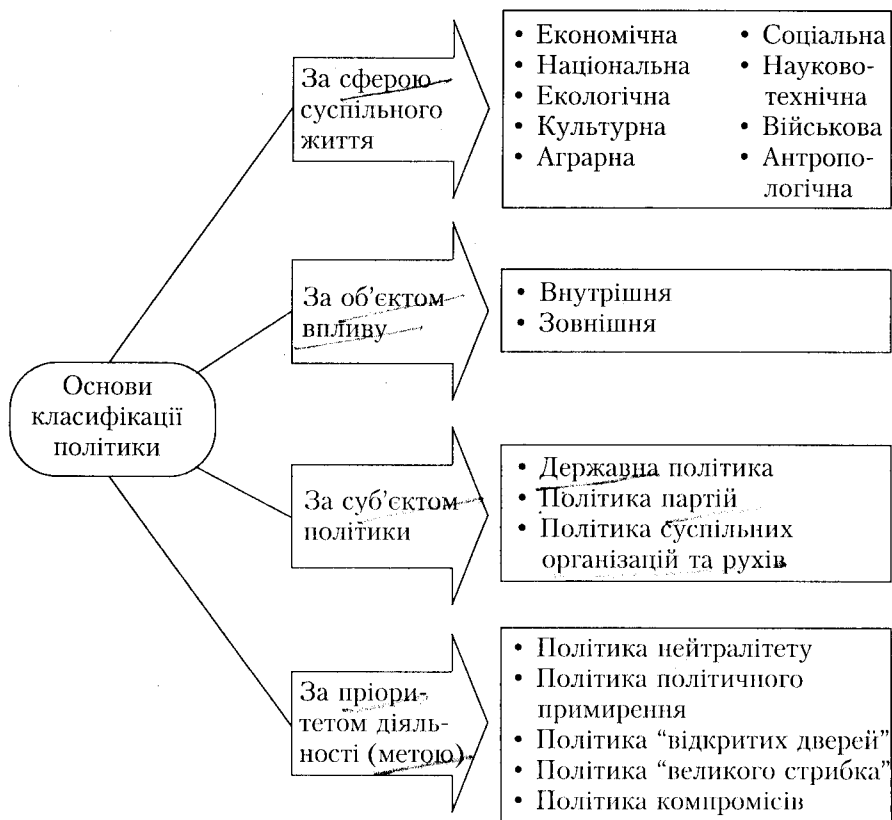 Основи
класифікації
політики
За сферою
суспільного
життя
• Економічна
• Національна
• Екологічна
• Культурна
• Аграрна
• Соціальна
• Науково-
технічна
• Військова
• Антропо-
логічна
За об’єктом
впливу
• Внутрішня
• Зовнішня
За суб’єктом
політики
• Державна політика
• Політика партій
• Політика суспільних
організацій та рухів
За пріори-
тетом діяль-
ності (метою)
• Політика нейтралітету
• Політика політичного
примирення
• Політика “відкритих дверей”
• Політика “великого стрибка”
• Політика компромісів